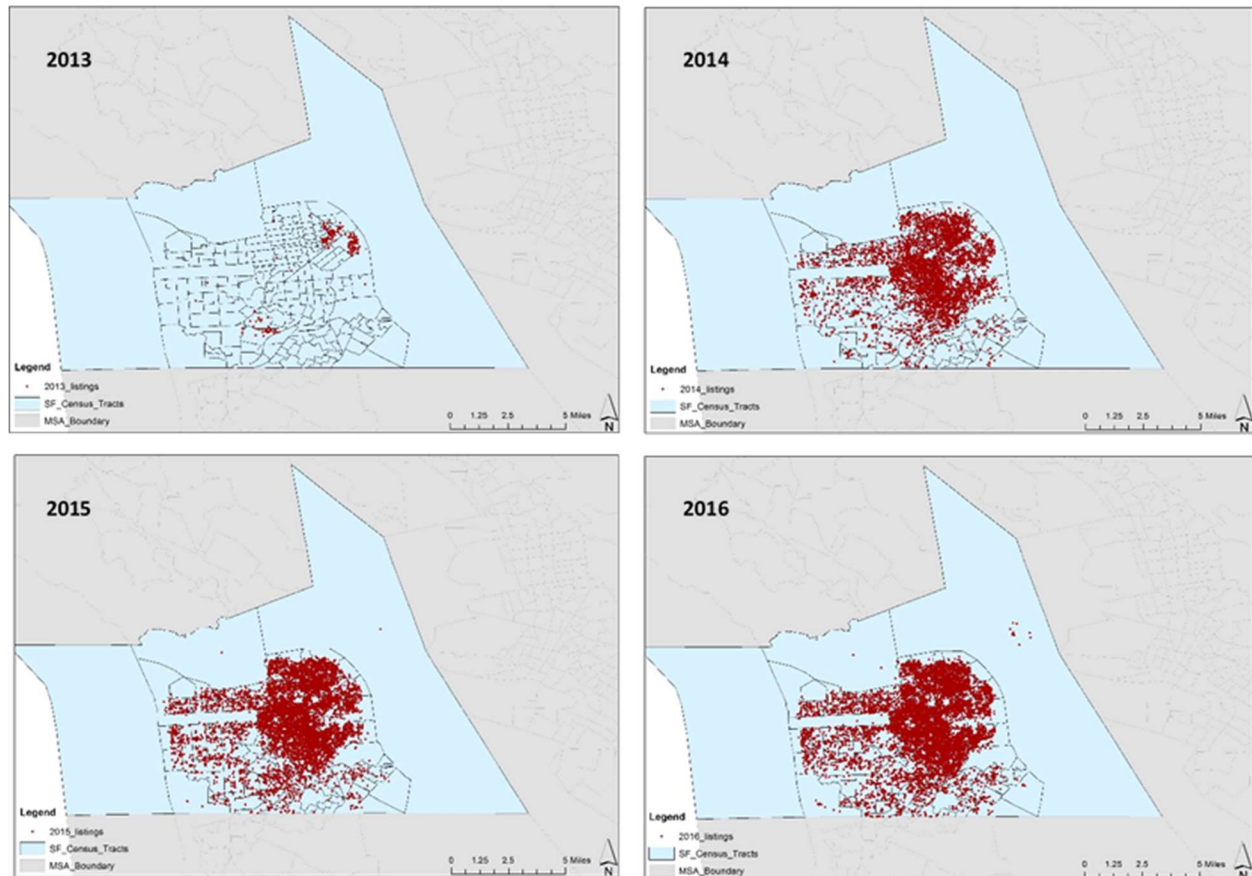 2013
Legend
2013_listings
SF_Census_Tracts
MSA_Boundary
0 1.25 2.5 5 Miles
N
2014
Legend
2014_listings
SF_Census_Tracts
MSA_Boundary
0 1.25 2.5 5 Miles
N
2015
Legend
2015_listings
SF_Census_Tracts
MSA_Boundary
0 1.25 2.5 5 Miles
N
2016
Legend
2016_listings
SF_Census_Tracts
MSA_Boundary
0 1.25 2.5 5 Miles
N